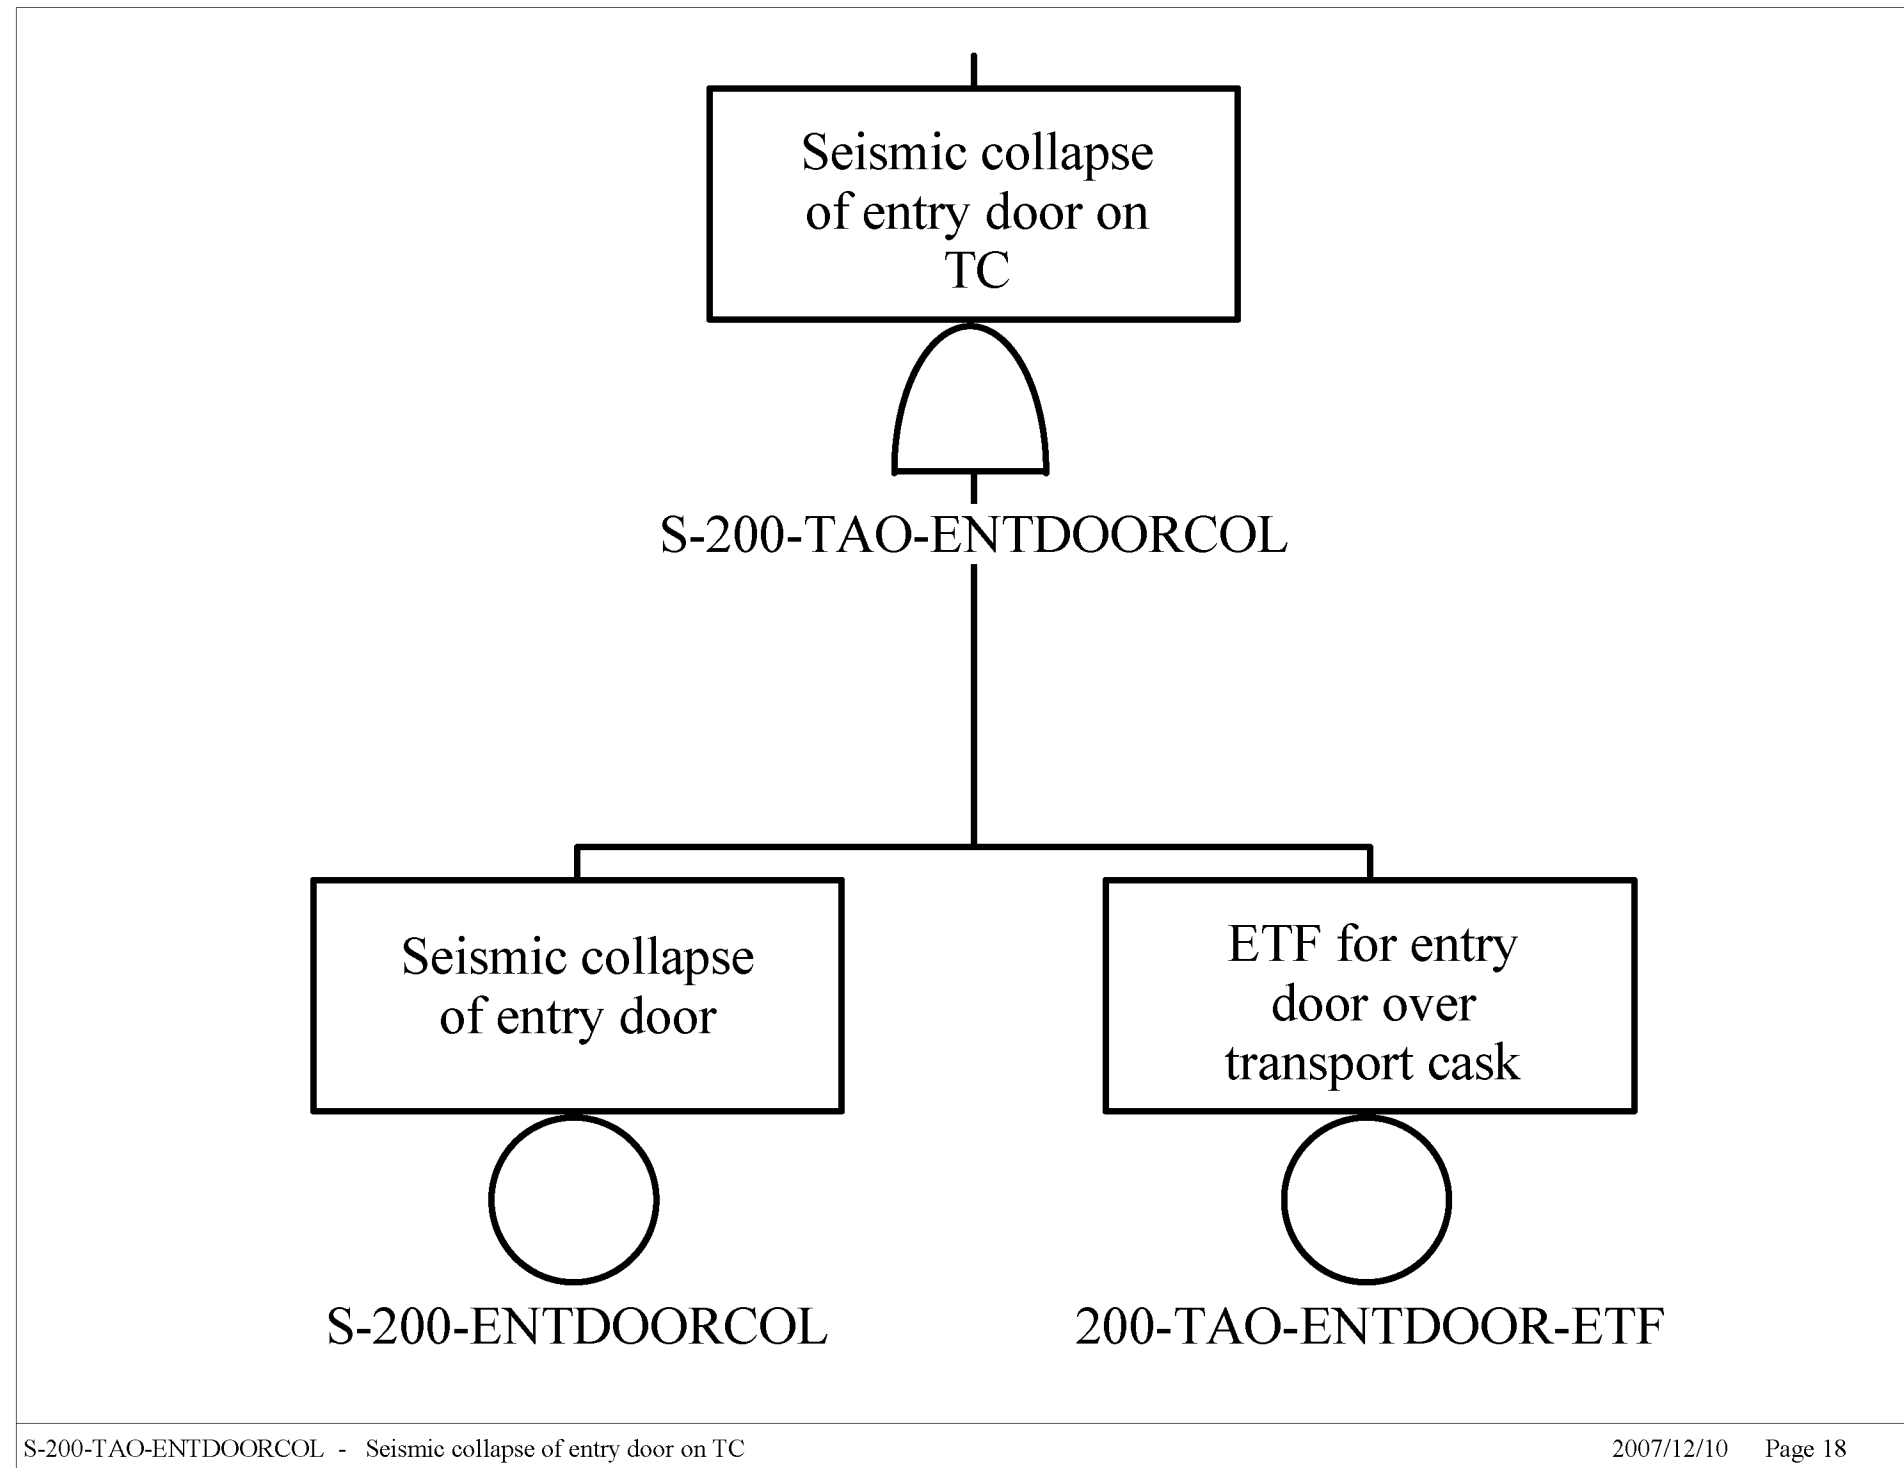 Seismic collapse
of entry door on
TC
S-200-TAO-ENTDOORCOL
Seismic collapse
of entry door
S-200-ENTDOORCOL
ETF for entry
door over
transport cask
200-TAO-ENTDOOR-ETF
S-200-TAO-ENTDOORCOL - Seismic collapse of entry door on TC
2007/12/10 Page 18